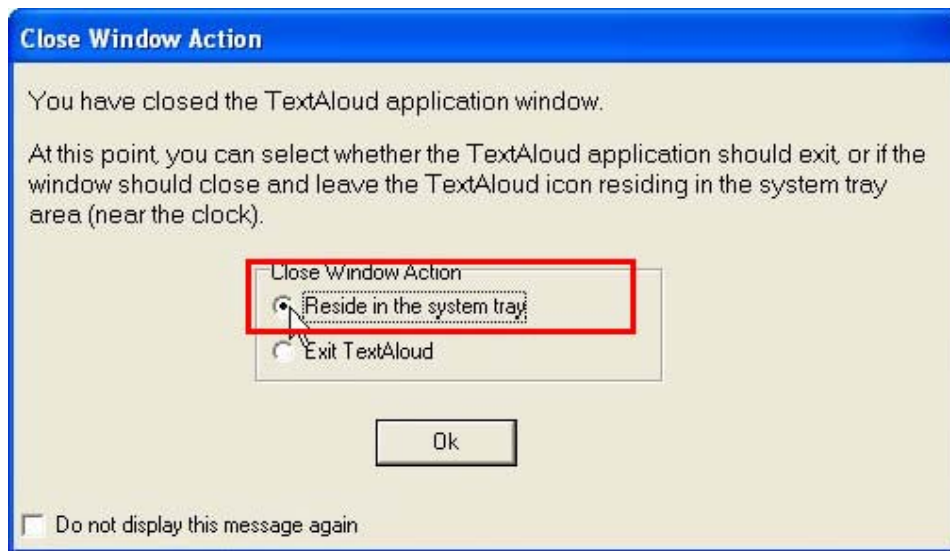 Close Window Action
You have closed the TextAloud application window.
At this point, you can select whether the TextAloud application should exit, or if the
window should close and leave the TextAloud icon residing in the system tray
area (near the clock).
Close Window Action
Reside in the system tray
Exit TextAloud
Ok
Do not display this message again